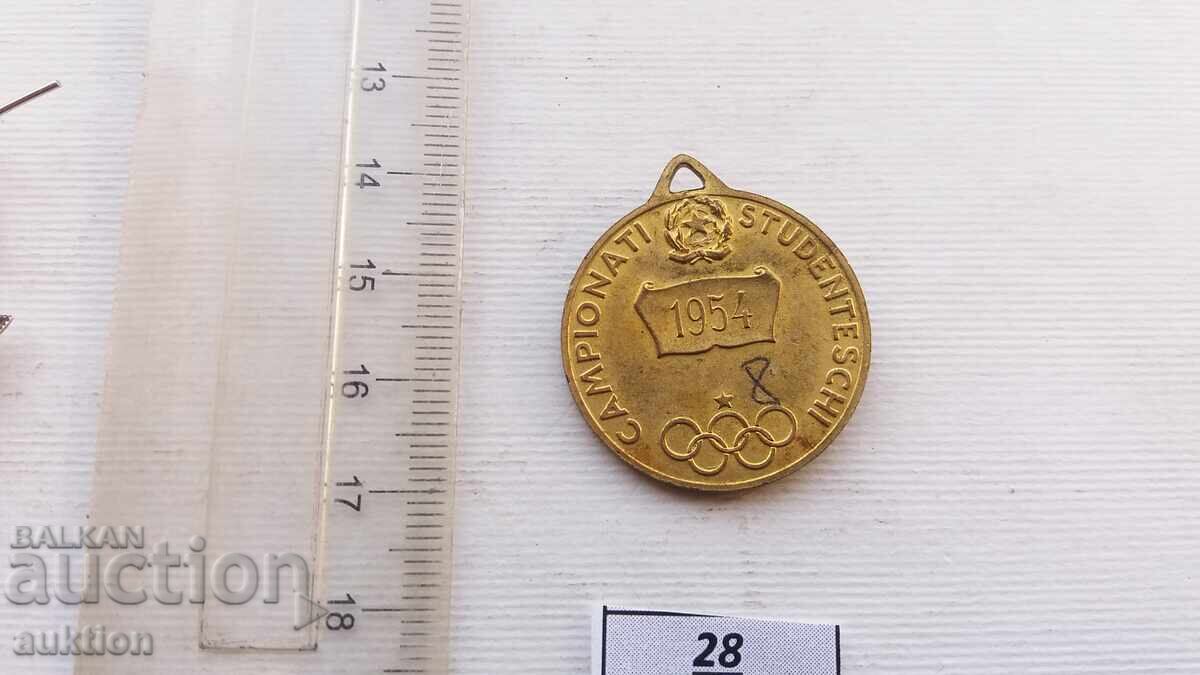 13
14
15
16
17
18
CAMPIONATI STUDENTESCHI
1954
8
BALKAN
auction
auktion
28